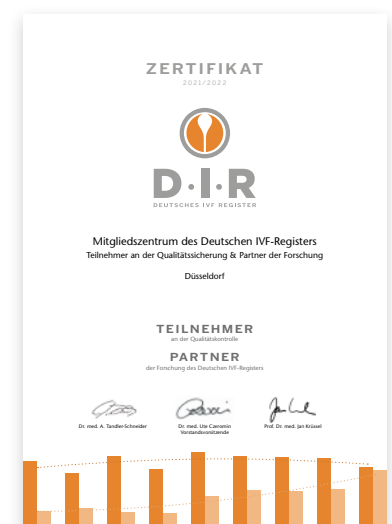 ZERTIFIKAT
2021/2022
D·I·R
DEUTSCHES IVF REGISTER
Mitgliedszentrum des Deutschen IVF-Registers
Teilnehmer an der Qualitätssicherung & Partner der Forschung
Düsseldorf
TEILNEHMER
an der Qualitätskontrolle
PARTNER
der Forschung des Deutschen IVF-Registers
Dr. med. A. Tandler-Schneider
Dr. med. Ute Czeromin
Vorstandsvorsitzende
Prof. Dr. med. Jan Krüssel